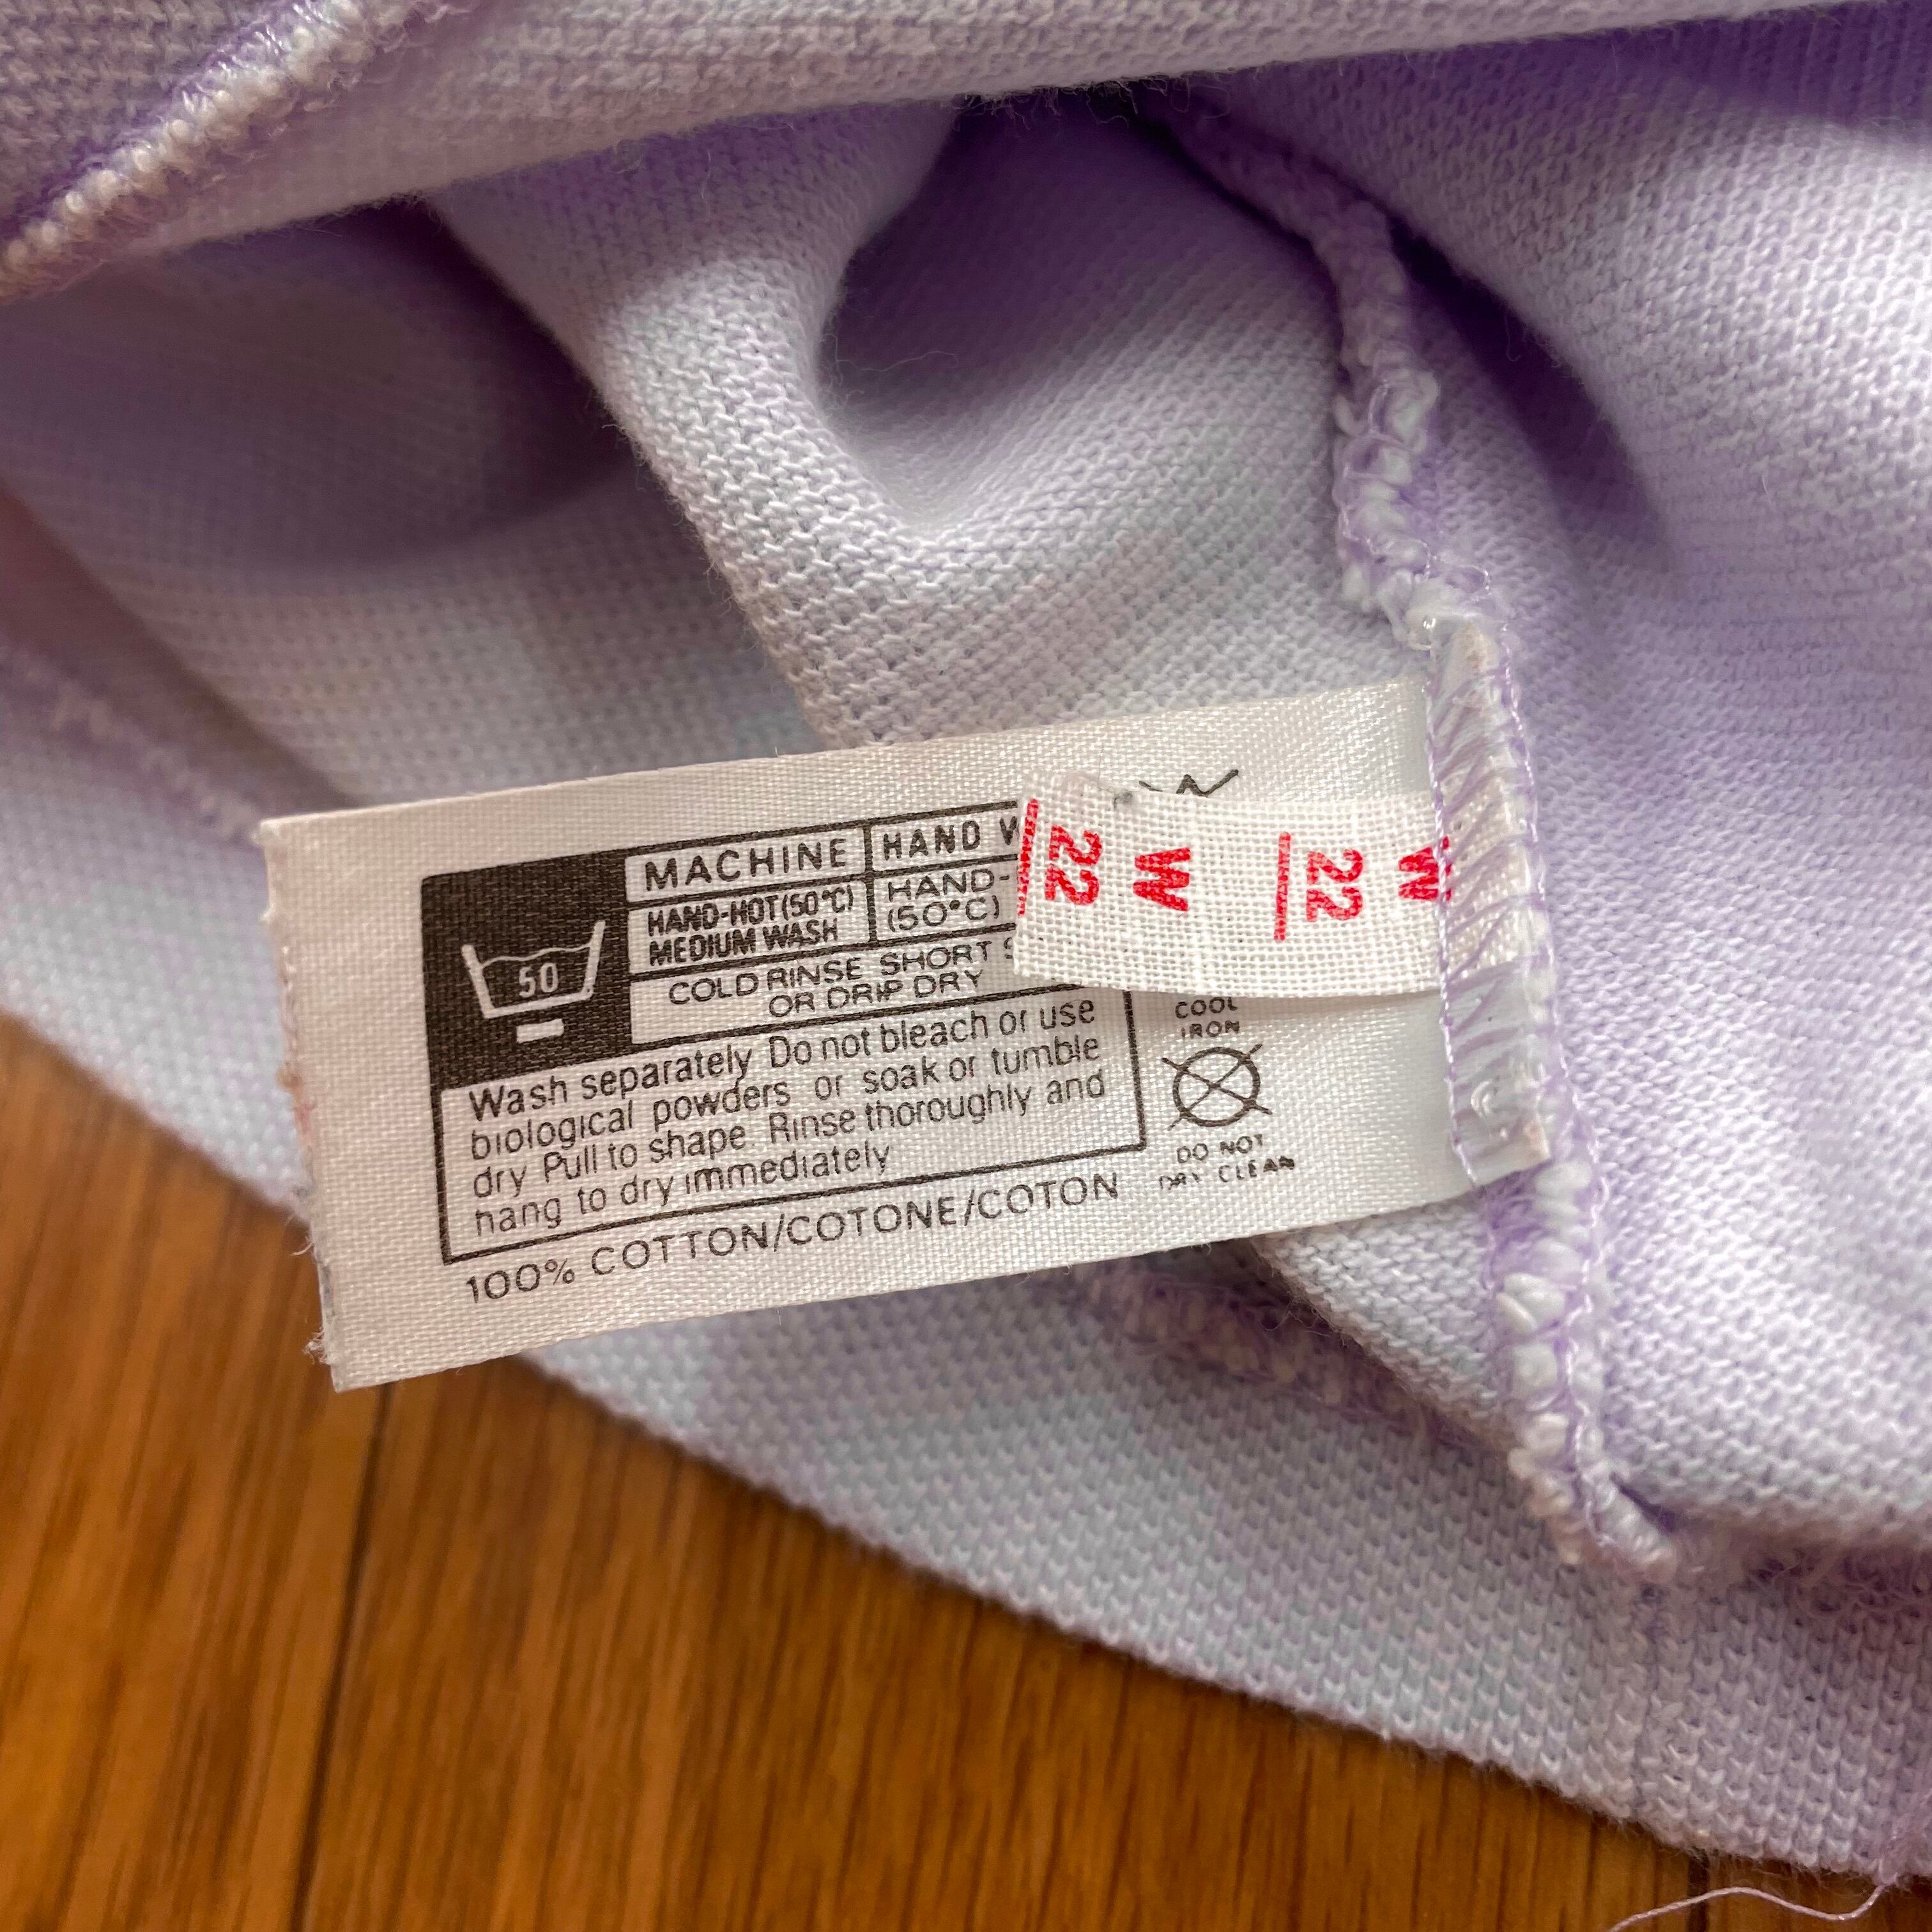 MACHINE HAND
HAND-HOT (50°C) HAND-
MEDIUM WASH (50°C)
50
COLD RINSE SHORT
OR DRIP DRY
Wash separately Do not bleach or use
biological powders or soak or tumble
dry Pull to shape. Rinse thoroughly and
hang to dry immediately
100% COTTON/COTONE/COTON
COOL
IRON
DO NOT
DRY CLEAN
22
W
22
W